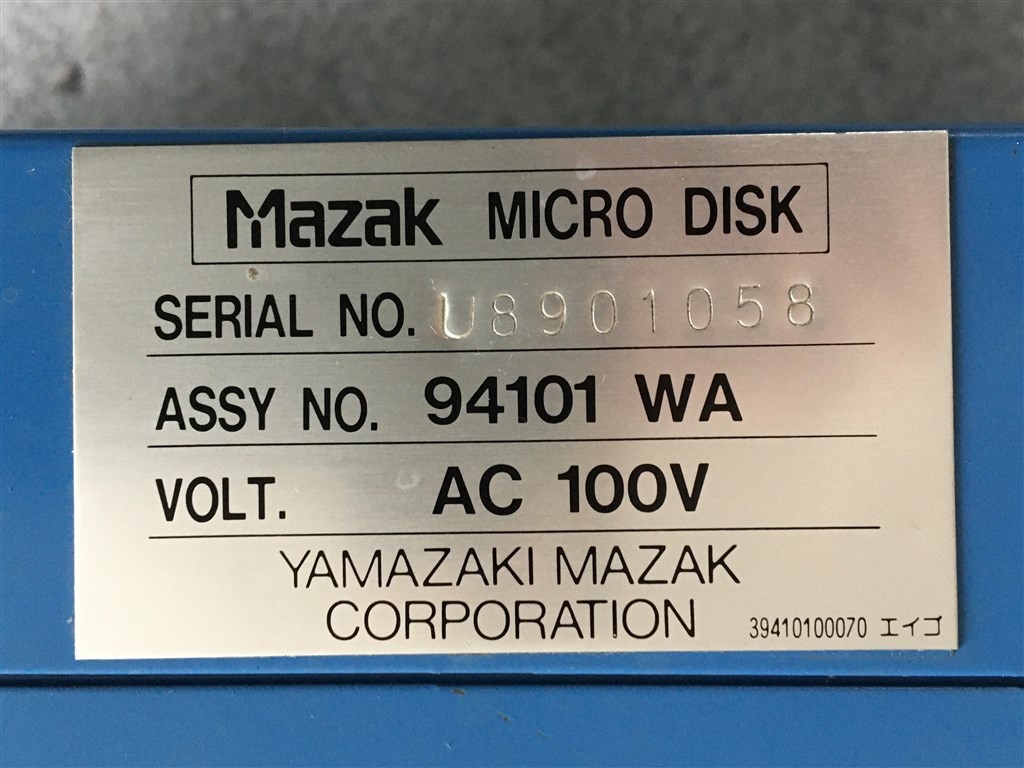 Mazak MICRO DISK
SERIAL NO. U8901058
ASSY NO. 94101 WA
VOLT. AC 100V
YAMAZAKI MAZAK
CORPORATION
39410100070 エイゴ